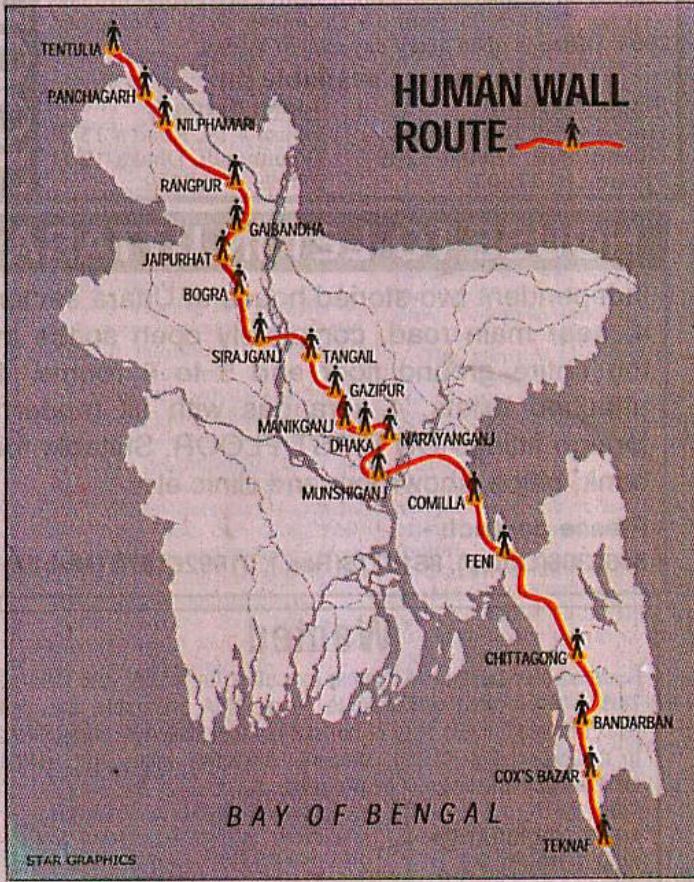 HUMAN WALL
ROUTE
TENTULIA
PANCHAGARH
NILPHAMARI
RANGPUR
GAIBANDHA
JAIPURHAT
BOGRA
SIRAJGANJ
TANGAIL
GAZIPUR
MANIKGANJ
DHAKA
NARAYANGANJ
MUNSHIGANJ
COMILLA
FENI
CHITTAGONG
BANDARBAN
COX'S BAZAR
TEKNAF
BAY OF BENGAL
STAR GRAPHICS